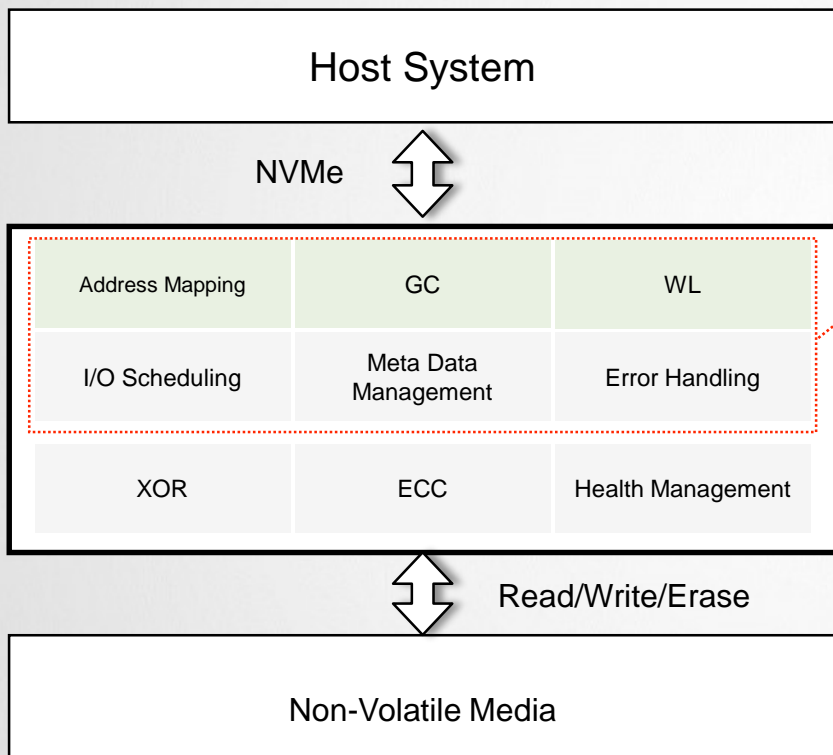 Host System
NVMe
Address Mapping
GC
WL
I/O Scheduling
Meta Data
Management
Error Handling
XOR
ECC
Health Management
Read/Write/Erase
Non-Volatile Media